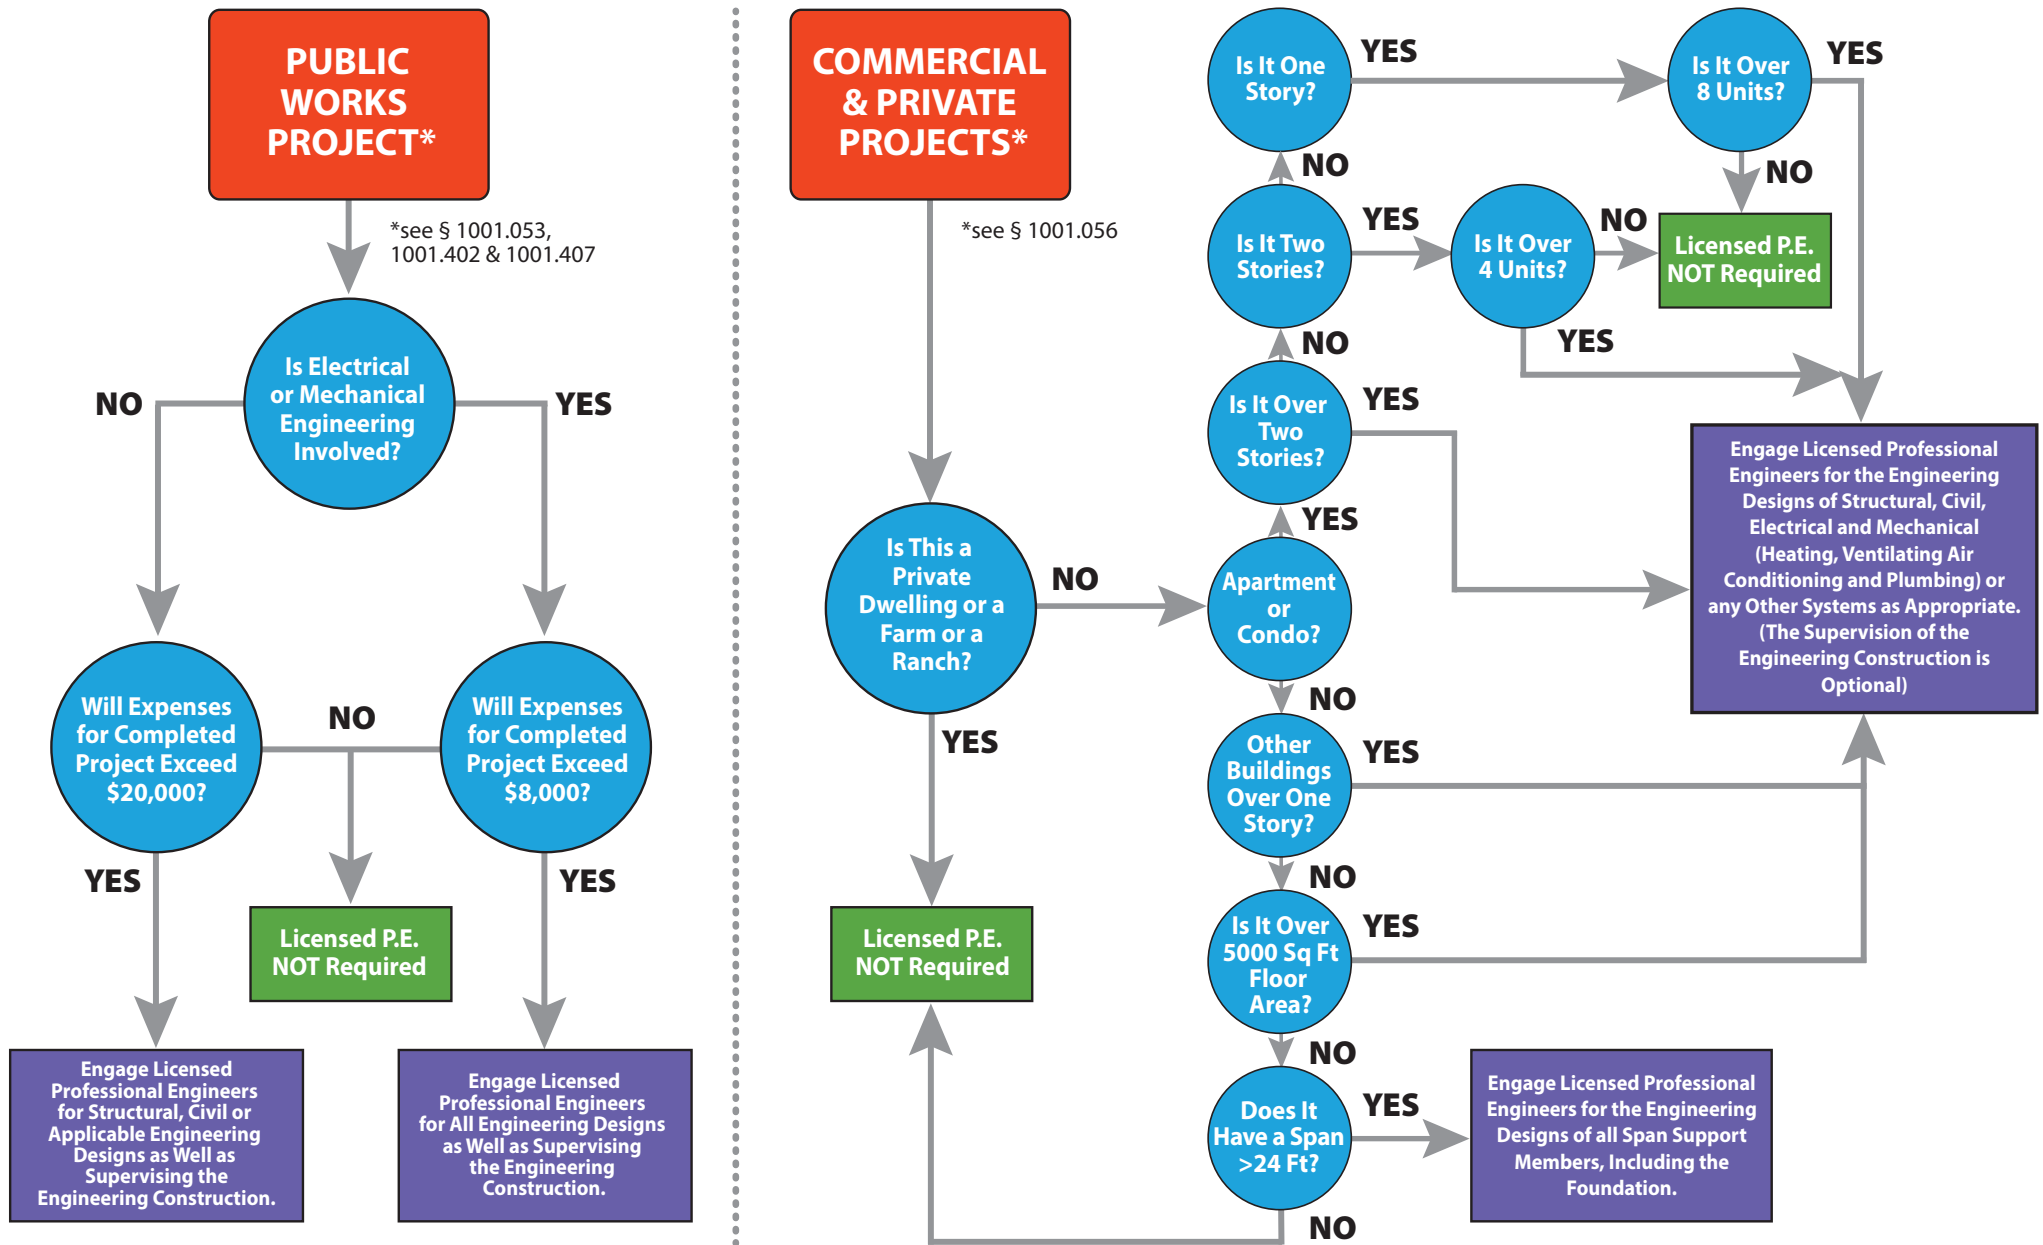 PUBLIC
WORKS
PROJECT*
*see § 1001.053,
1001.402 & 1001.407
Is Electrical
or Mechanical
Engineering
Involved?
NO
YES
Will Expenses
for Completed
Project Exceed
$20,000?
NO
Will Expenses
for Completed
Project Exceed
$8,000?
YES
YES
Licensed P.E.
NOT Required
Engage Licensed
Professional Engineers
for Structural, Civil or
Applicable Engineering
Designs as Well as
Supervising the
Engineering Construction.
Engage Licensed
Professional Engineers
for All Engineering Designs
as Well as Supervising
the Engineering
Construction.
COMMERCIAL
& PRIVATE
PROJECTS*
*see § 1001.056
Is This a
Private
Dwelling or a
Farm or a
Ranch?
NO
YES
Licensed P.E.
NOT Required
Is It One
Story?
YES
Is It Over
8 Units?
YES
NO
NO
Is It Two
Stories?
YES
Is It Over
4 Units?
NO
Licensed P.E.
NOT Required
YES
NO
Is It Over
Two
Stories?
YES
YES
Apartment
or
Condo?
NO
Other
Buildings
Over One
Story?
YES
NO
Is It Over
5000 Sq Ft
Floor
Area?
YES
NO
Does It
Have a Span
>24 Ft?
YES
NO
Engage Licensed Professional
Engineers for the Engineering
Designs of Structural, Civil,
Electrical and Mechanical
(Heating, Ventilating Air
Conditioning and Plumbing) or
any Other Systems as Appropriate.
(The Supervision of the
Engineering Construction is
Optional)
Engage Licensed Professional
Engineers for the Engineering
Designs of all Span Support
Members, Including the
Foundation.